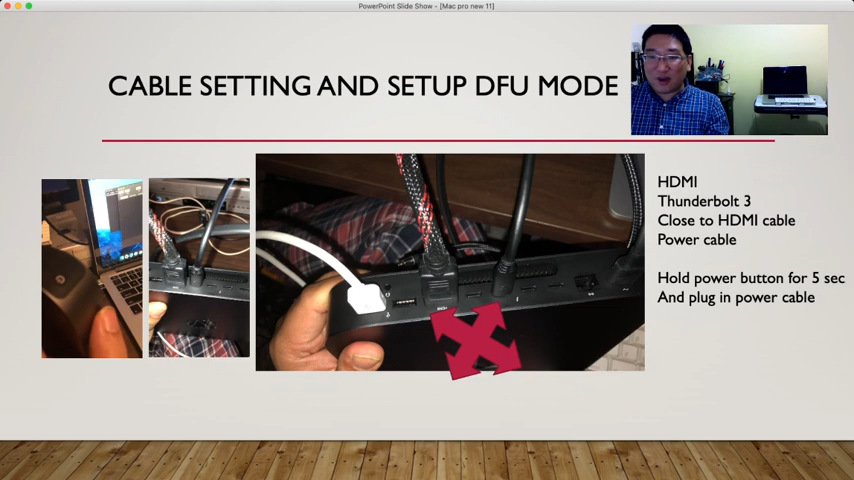 PowerPoint Slide Show - [Mac pro new 11]
CABLE SETTING AND SETUP DFU MODE
HDMI
Thunderbolt 3
Close to HDMI cable
Power cable
Hold power button for 5 sec
And plug in power cable